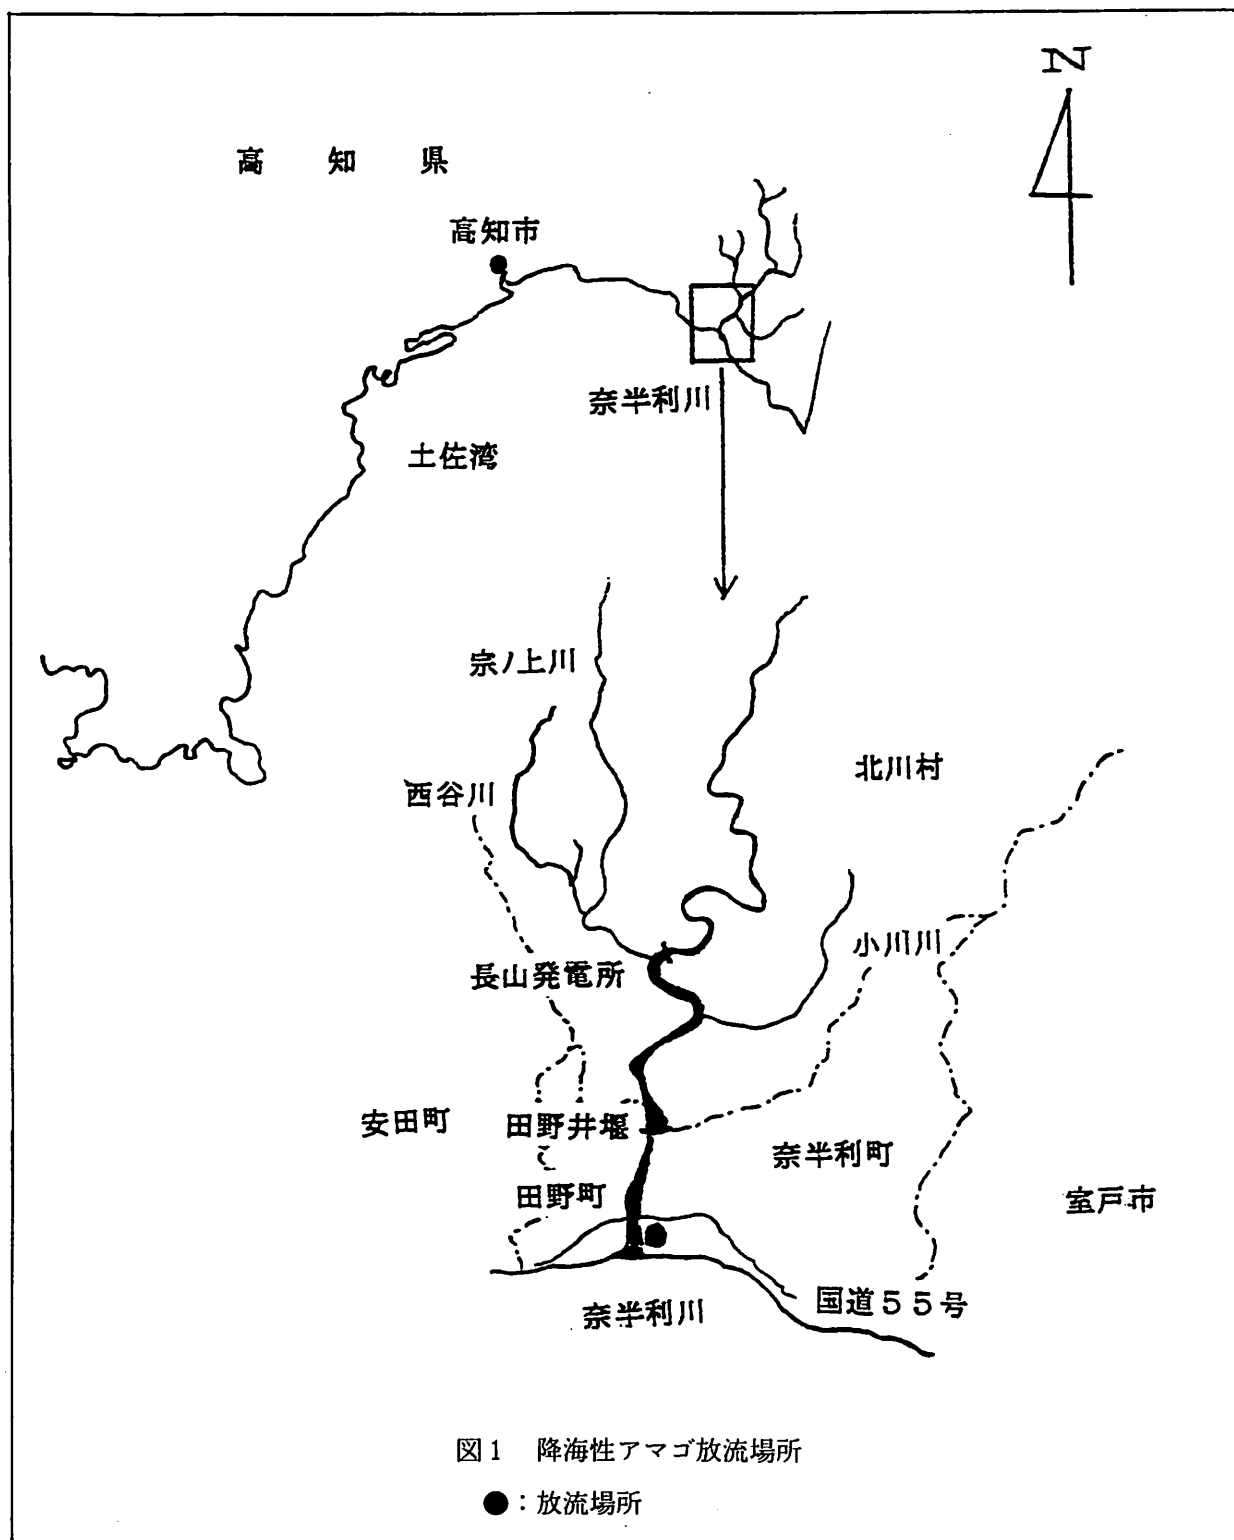 N
高知県
高知市
奈半利川
土佐湾
宗ノ上川
北川村
西谷川
小川川
長山発電所
安田町
田野井堰
奈半利町
田野町
室戸市
国道55号
奈半利川
図1 降海性アマゴ放流場所
●：放流場所